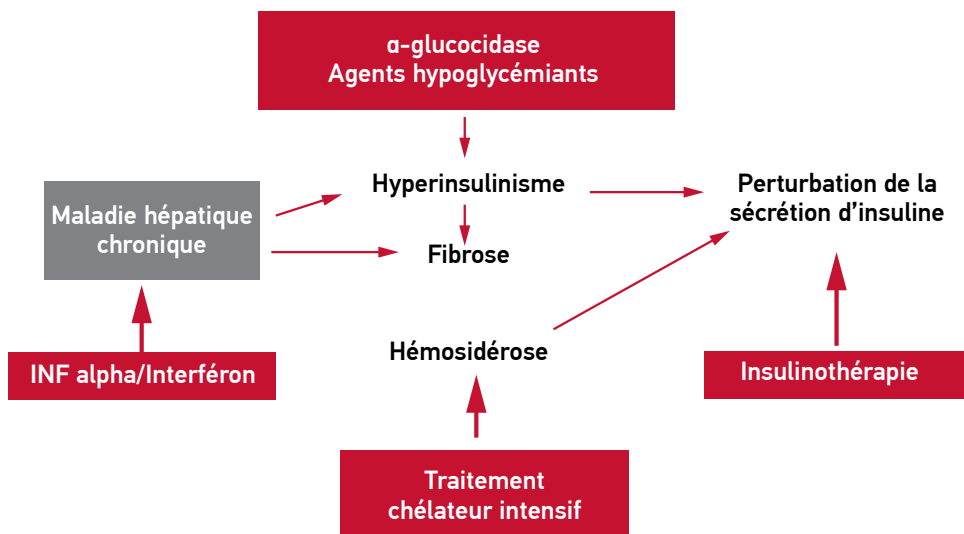 α-glucocidase
Agents hypoglycémiants
Hyperinsulinisme
Perturbation de la
sécrétion d’insuline
Maladie hépatique
chronique
Fibrose
Hémosidérose
INF alpha/Interféron
Insulinothérapie
Traitement
chélateur intensif